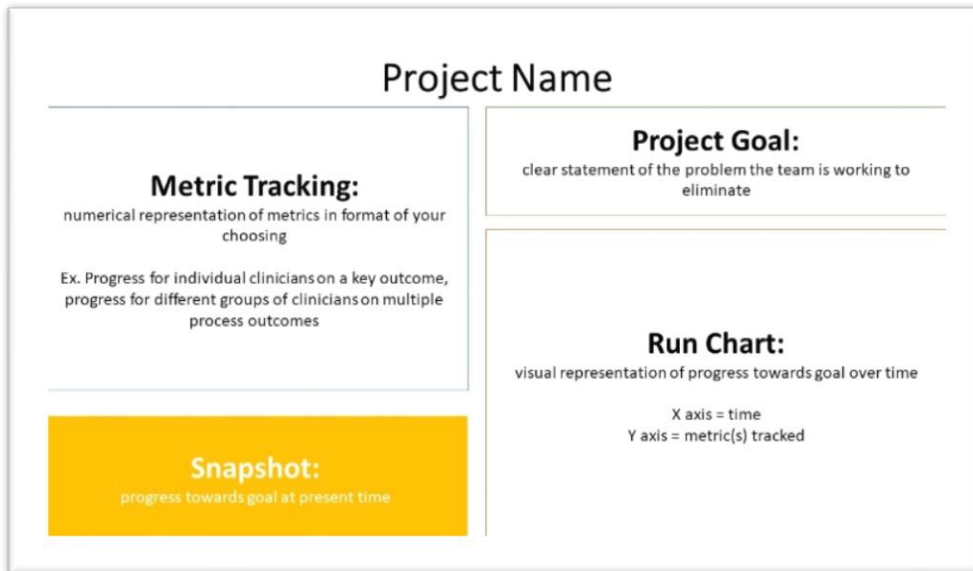 Project Name
Metric Tracking:
numerical representation of metrics in format of your
choosing
Ex. Progress for individual clinicians on a key outcome,
progress for different groups of clinicians on multiple
process outcomes
Snapshot:
progress towards goal at present time
Project Goal:
clear statement of the problem the team is working to
eliminate
Run Chart:
visual representation of progress towards goal over time
X axis = time
Y axis = metric(s) tracked